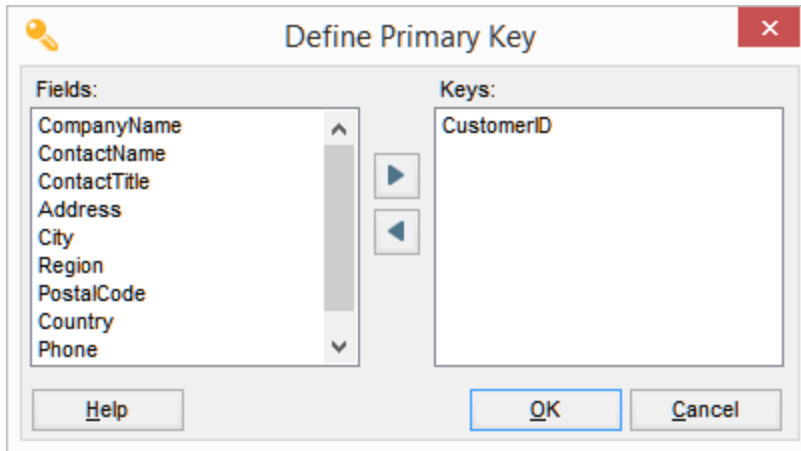 Define Primary Key
Fields:
Keys:
CompanyName
ContactName
ContactTitle
Address
City
Region
PostalCode
Country
Phone
CustomerID
Help
OK
Cancel